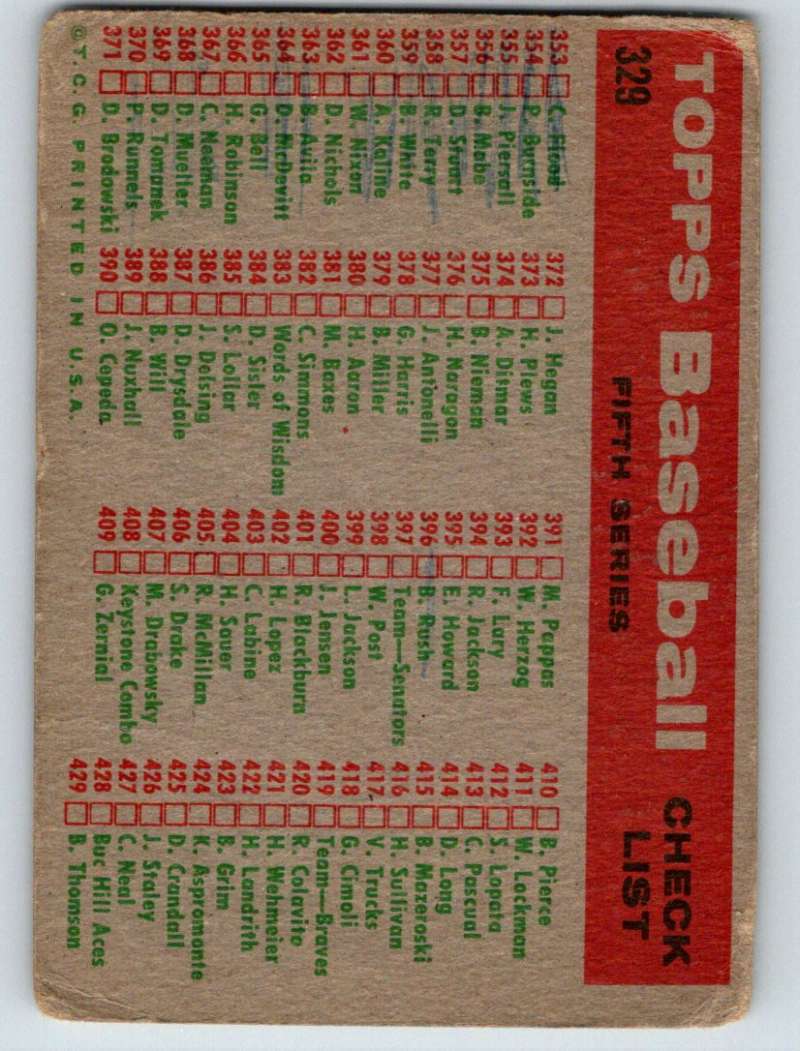 TOPPS Baseball CHECK LIST
329 FIFTH SERIES
353 C. Hood
354 P. Burnside
355 J. Piersall
356 B. Mabe
357 D. Stuart
358 R. Terry
359 B. White
360 A. Kaline
361 W. Nixon
362 D. Nichols
363 B. Avila
364 D. McDevitt
365 G. Bell
366 H. Robinson
367 C. Neeman
368 D. Mueller
369 D. Tomanek
370 P. Runnels
371 D. Brodowski
372 J. Hegan
373 H. Plews
374 A. Ditmar
375 B. Nieman
376 H. Naragon
377 J. Antonelli
378 G. Harris
379 B. Miller
380 H. Aaron
381 M. Baxes
382 C. Simmons
383 Words of Wisdom
384 D. Sisler
385 S. Lollar
386 J. Delsing
387 D. Drysdale
388 B. Will
389 J. Nuxhall
390 O. Cepeda
391 M. Pappas
392 W. Herzog
393 F. Lary
394 R. Jackson
395 E. Howard
396 B. Rush
397 Team—Senators
398 W. Post
399 L. Jackson
400 J. Jensen
401 R. Blackburn
402 H. Lopez
403 C. Labine
404 H. Sauer
405 R. McMillan
406 S. Drake
407 M. Drabowsky
408 Keystone Combo
409 G. Zernial
410 B. Pierce
411 W. Lockman
412 S. Lopata
413 C. Pascual
414 D. Long
415 B. Mazeroski
416 H. Sullivan
417 V. Trucks
418 G. Cimoli
419 Team—Braves
420 R. Colavito
421 H. Wehmeier
422 H. Landrith
423 B. Grim
424 K. Aspromonte
425 D. Crandall
426 J. Staley
427 C. Neal
428 Buc Hill Aces
429 B. Thomson
© T. C. G. PRINTED IN U.S.A.